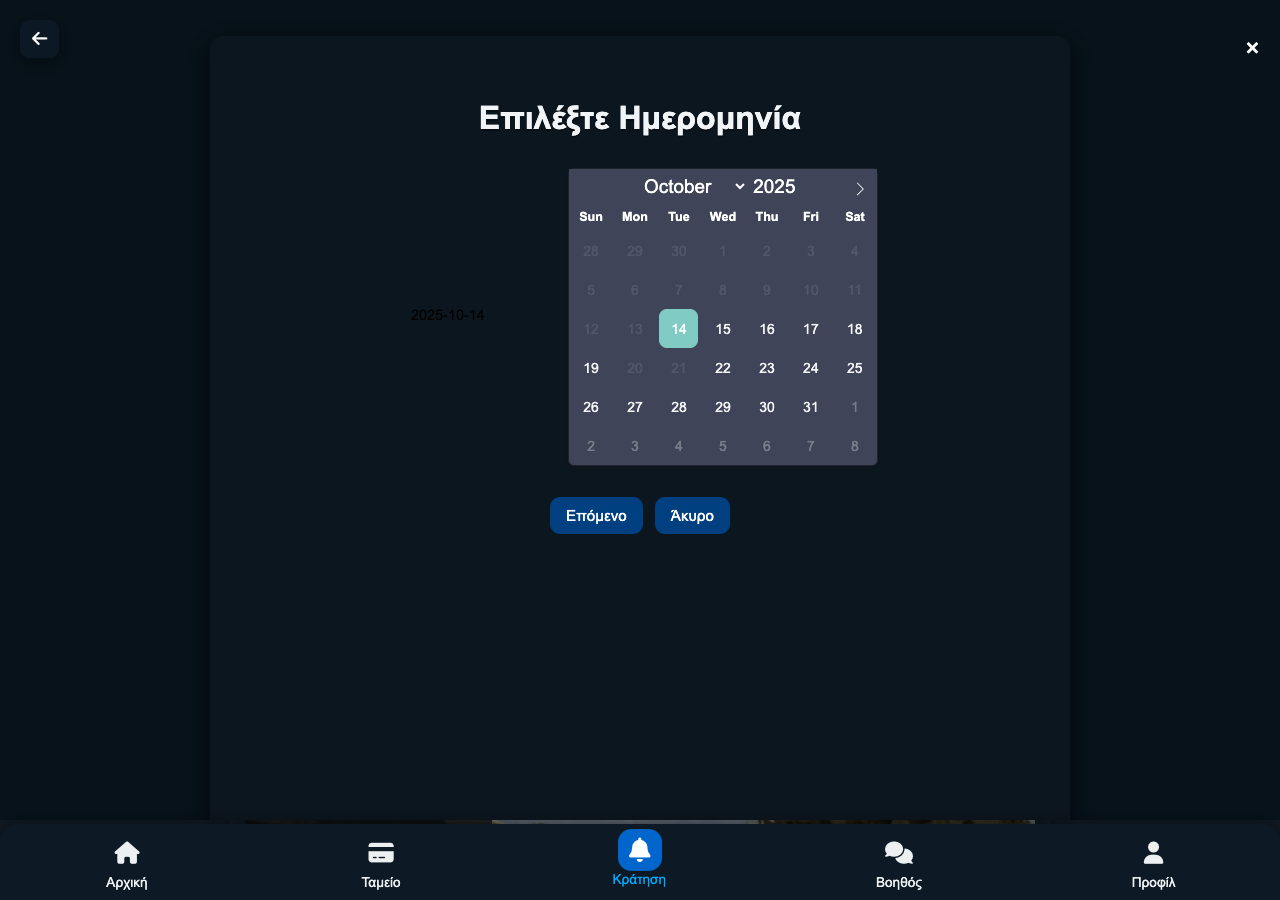 Επιλέξτε Ημερομηνία
October 2025
Sun Mon Tue Wed Thu Fri Sat
28 29 30 1 2 3 4
5 6 7 8 9 10 11
2025-10-14
12 13 14 15 16 17 18
19 20 21 22 23 24 25
26 27 28 29 30 31 1
2 3 4 5 6 7 8
Επόμενο Άκυρο
Αρχική Ταμείο Κράτηση Βοηθός Προφίλ